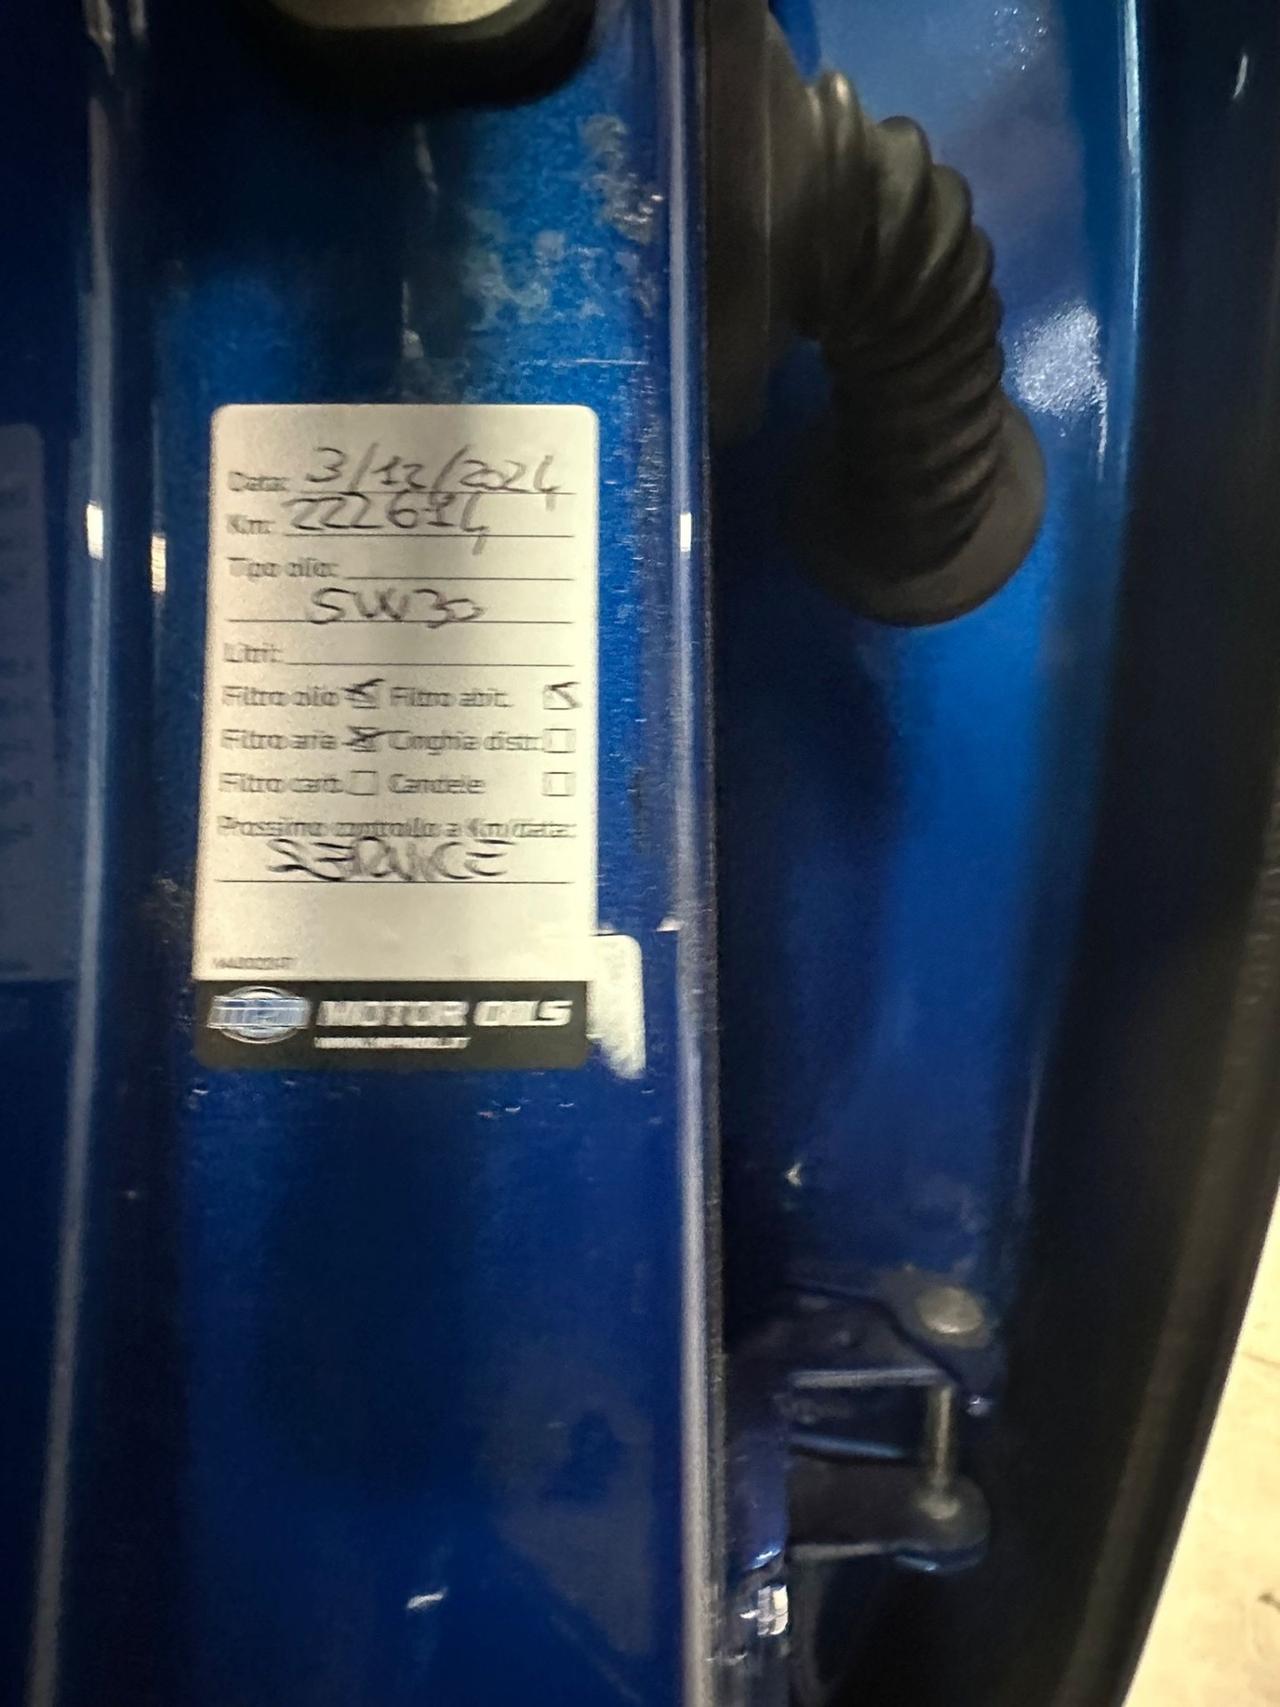 Data: 3/12/2024
Km: 222614
Tipo olio:
5W30
Litri:
Filtro olio Filtro abit.
Filtro aria Cinghia distr.
Filtro carb. Candele
Prossimo controllo a Km/data:
SERVICE
MOTOR OILS